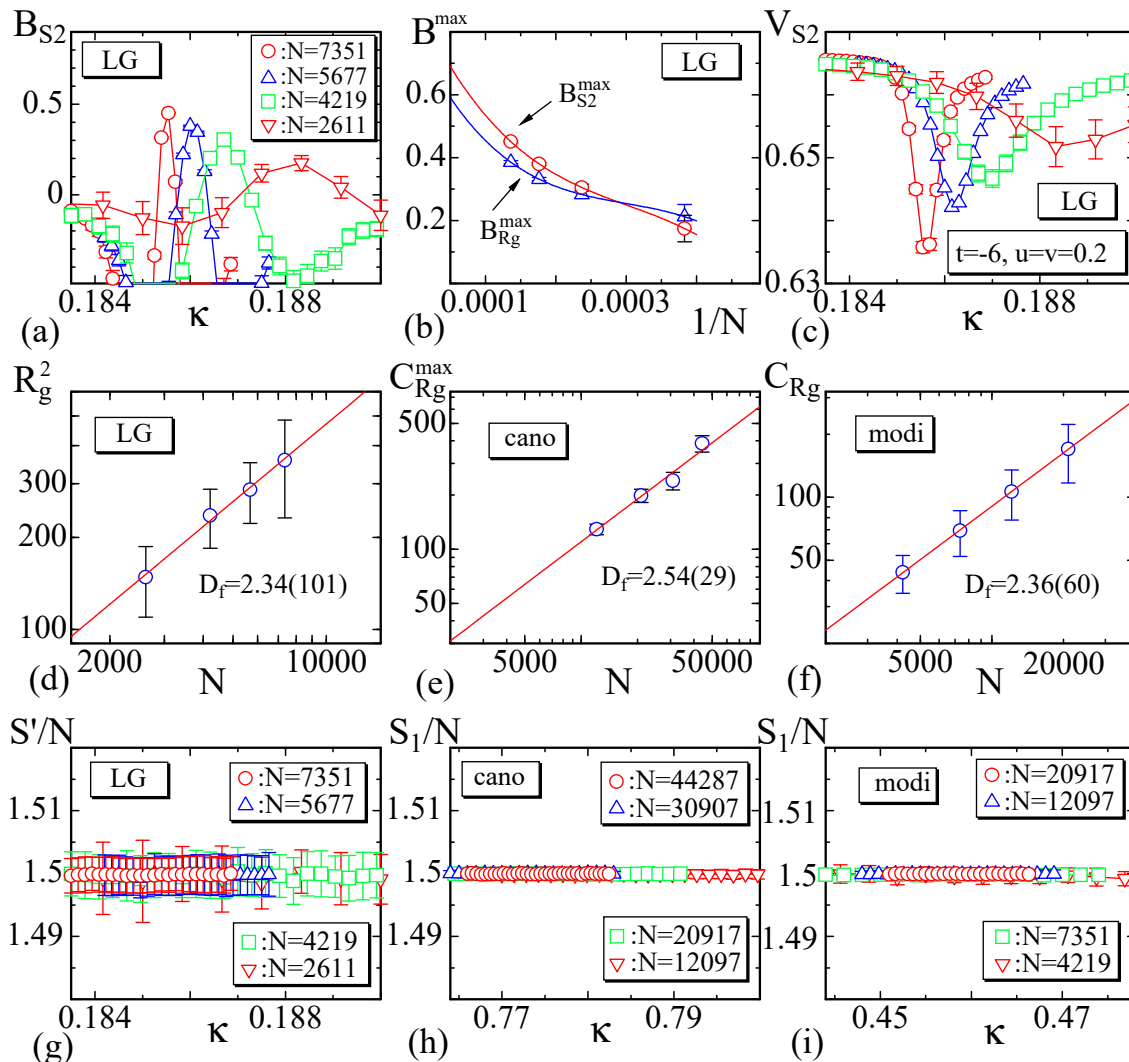 B_S2
LG
○:N=7351
△:N=5677
□:N=4219
▽:N=2611
0.5
0
0.184
0.188
κ
(a)
B^max
LG
0.6
0.4
0.2
B_S2^max
B_Rg^max
0.0001
0.0003
1/N
(b)
V_S2
0.65
0.63
LG
t=-6, u=v=0.2
0.184
0.188
κ
(c)
R_g^2
LG
300
200
100
D_f=2.34(101)
2000
10000
N
(d)
C_Rg^max
cano
500
100
50
D_f=2.54(29)
5000
50000
N
(e)
C_Rg
modi
100
50
D_f=2.36(60)
5000
20000
N
(f)
S'/N
LG
○:N=7351
△:N=5677
1.51
1.5
1.49
□:N=4219
▽:N=2611
0.184
0.188
κ
(g)
S_1/N
cano
○:N=44287
△:N=30907
1.51
1.5
1.49
□:N=20917
▽:N=12097
0.77
0.79
κ
(h)
S_1/N
modi
○:N=20917
△:N=12097
1.51
1.5
1.49
□:N=7351
▽:N=4219
0.45
0.47
κ
(i)